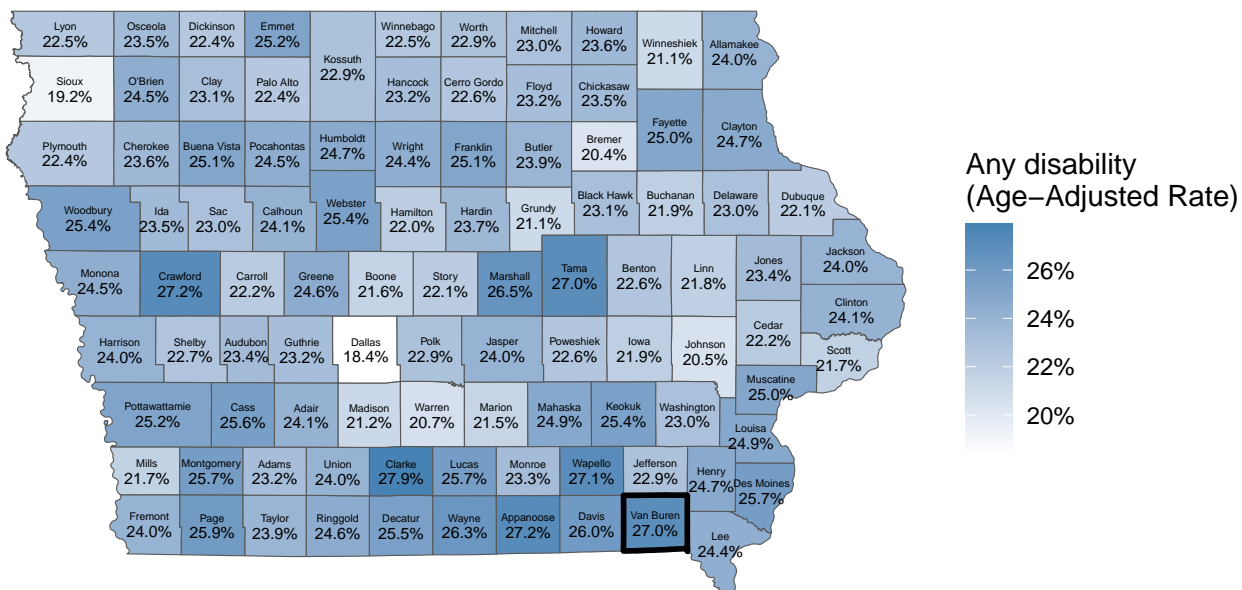 Lyon
22.5%
Osceola
23.5%
Dickinson
22.4%
Emmet
25.2%
Kossuth
22.9%
Winnebago
22.5%
Worth
22.9%
Mitchell
23.0%
Howard
23.6%
Winneshiek
21.1%
Allamakee
24.0%
Sioux
19.2%
O'Brien
24.5%
Clay
23.1%
Palo Alto
22.4%
Hancock
23.2%
Cerro Gordo
22.6%
Floyd
23.2%
Chickasaw
23.5%
Fayette
25.0%
Clayton
24.7%
Plymouth
22.4%
Cherokee
23.6%
Buena Vista
25.1%
Pocahontas
24.5%
Humboldt
24.7%
Wright
24.4%
Franklin
25.1%
Butler
23.9%
Bremer
20.4%
Woodbury
25.4%
Ida
23.5%
Sac
23.0%
Calhoun
24.1%
Webster
25.4%
Hamilton
22.0%
Hardin
23.7%
Grundy
21.1%
Black Hawk
23.1%
Buchanan
21.9%
Delaware
23.0%
Dubuque
22.1%
Monona
24.5%
Crawford
27.2%
Carroll
22.2%
Greene
24.6%
Boone
21.6%
Story
22.1%
Marshall
26.5%
Tama
27.0%
Benton
22.6%
Linn
21.8%
Jones
23.4%
Jackson
24.0%
Clinton
24.1%
Harrison
24.0%
Shelby
22.7%
Audubon
23.4%
Guthrie
23.2%
Dallas
18.4%
Polk
22.9%
Jasper
24.0%
Poweshiek
22.6%
Iowa
21.9%
Johnson
20.5%
Cedar
22.2%
Scott
21.7%
Muscatine
25.0%
Pottawattamie
25.2%
Cass
25.6%
Adair
24.1%
Madison
21.2%
Warren
20.7%
Marion
21.5%
Mahaska
24.9%
Keokuk
25.4%
Washington
23.0%
Louisa
24.9%
Mills
21.7%
Montgomery
25.7%
Adams
23.2%
Union
24.0%
Clarke
27.9%
Lucas
25.7%
Monroe
23.3%
Wapello
27.1%
Jefferson
22.9%
Henry
24.7%
Des Moines
25.7%
Fremont
24.0%
Page
25.9%
Taylor
23.9%
Ringgold
24.6%
Decatur
25.5%
Wayne
26.3%
Appanoose
27.2%
Davis
26.0%
Van Buren
27.0%
Lee
24.4%
Any disability
(Age−Adjusted Rate)
26%
24%
22%
20%